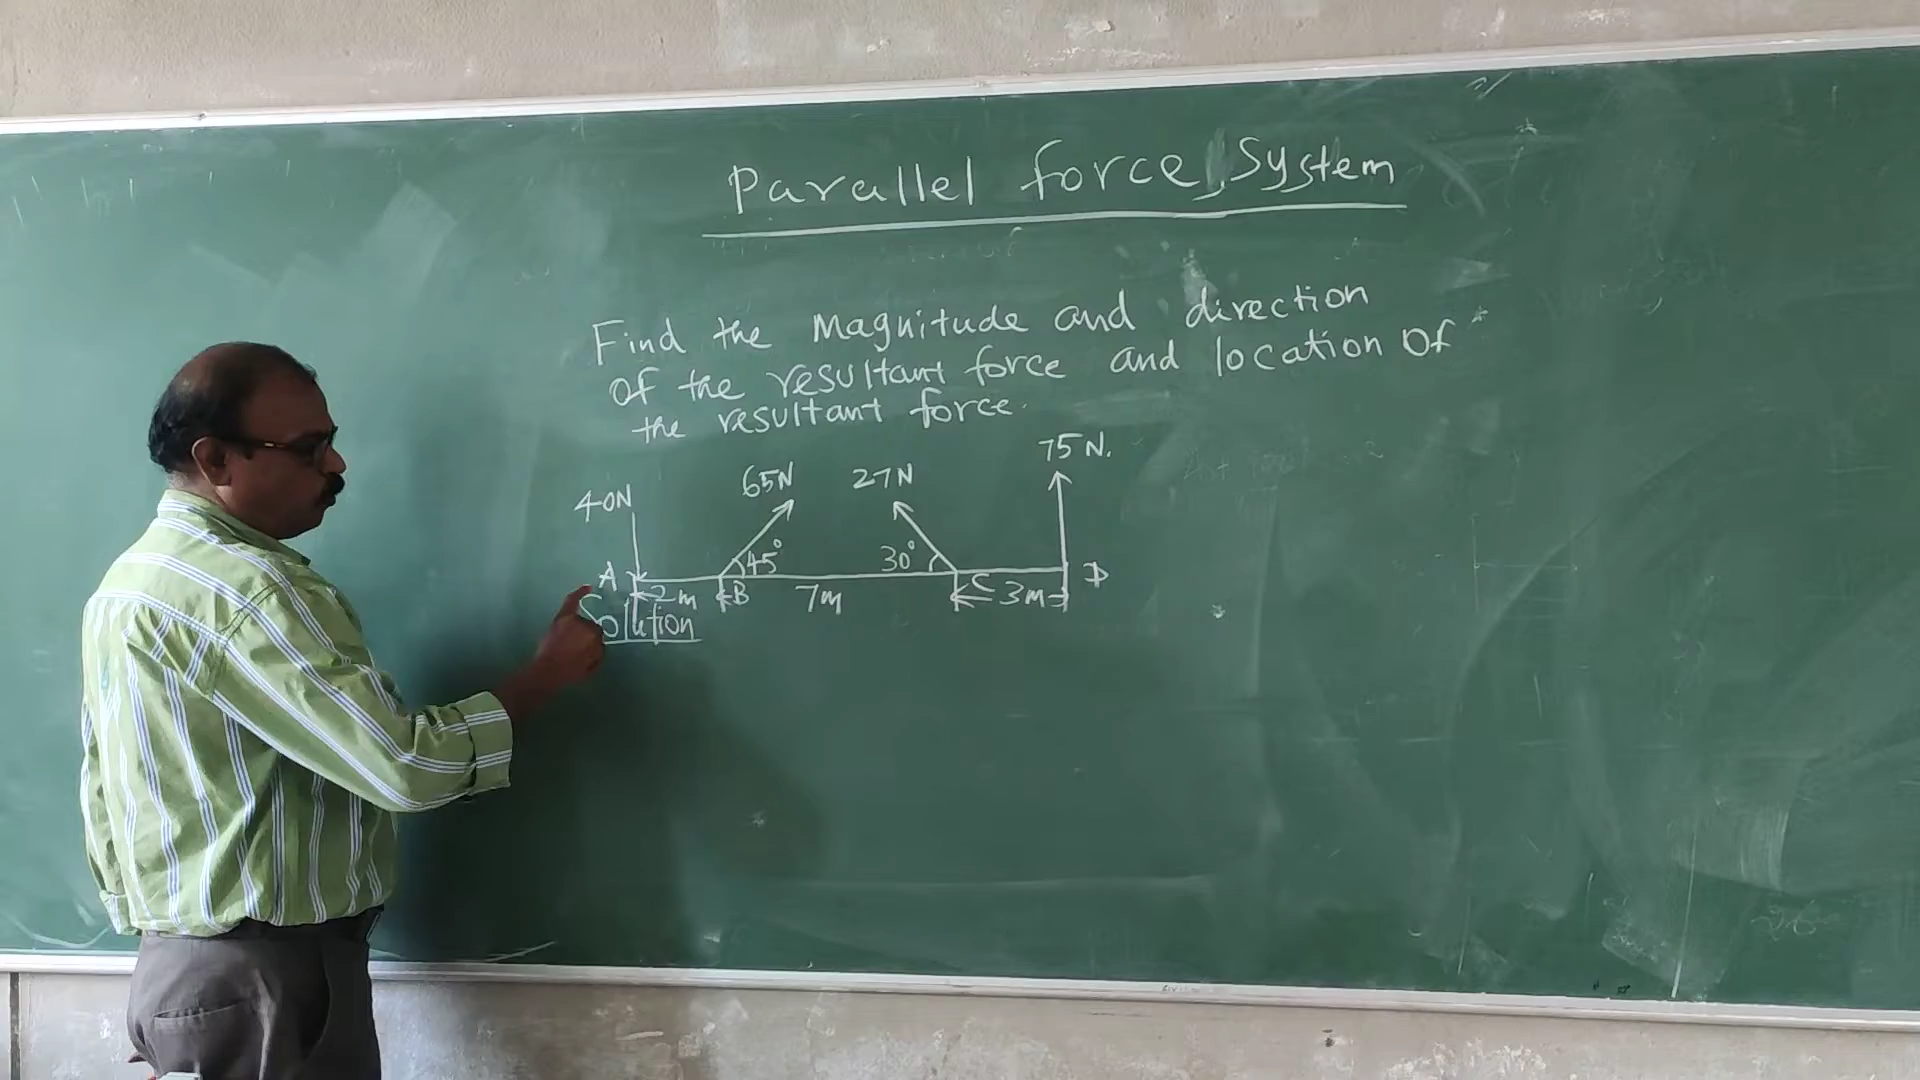 Parallel force System
Find the Magnitude and direction
of the resultant force and location of
the resultant force.
75 N.
40N 65N 27N
45° 30°
A B C D
2m 7m 3m
Solution